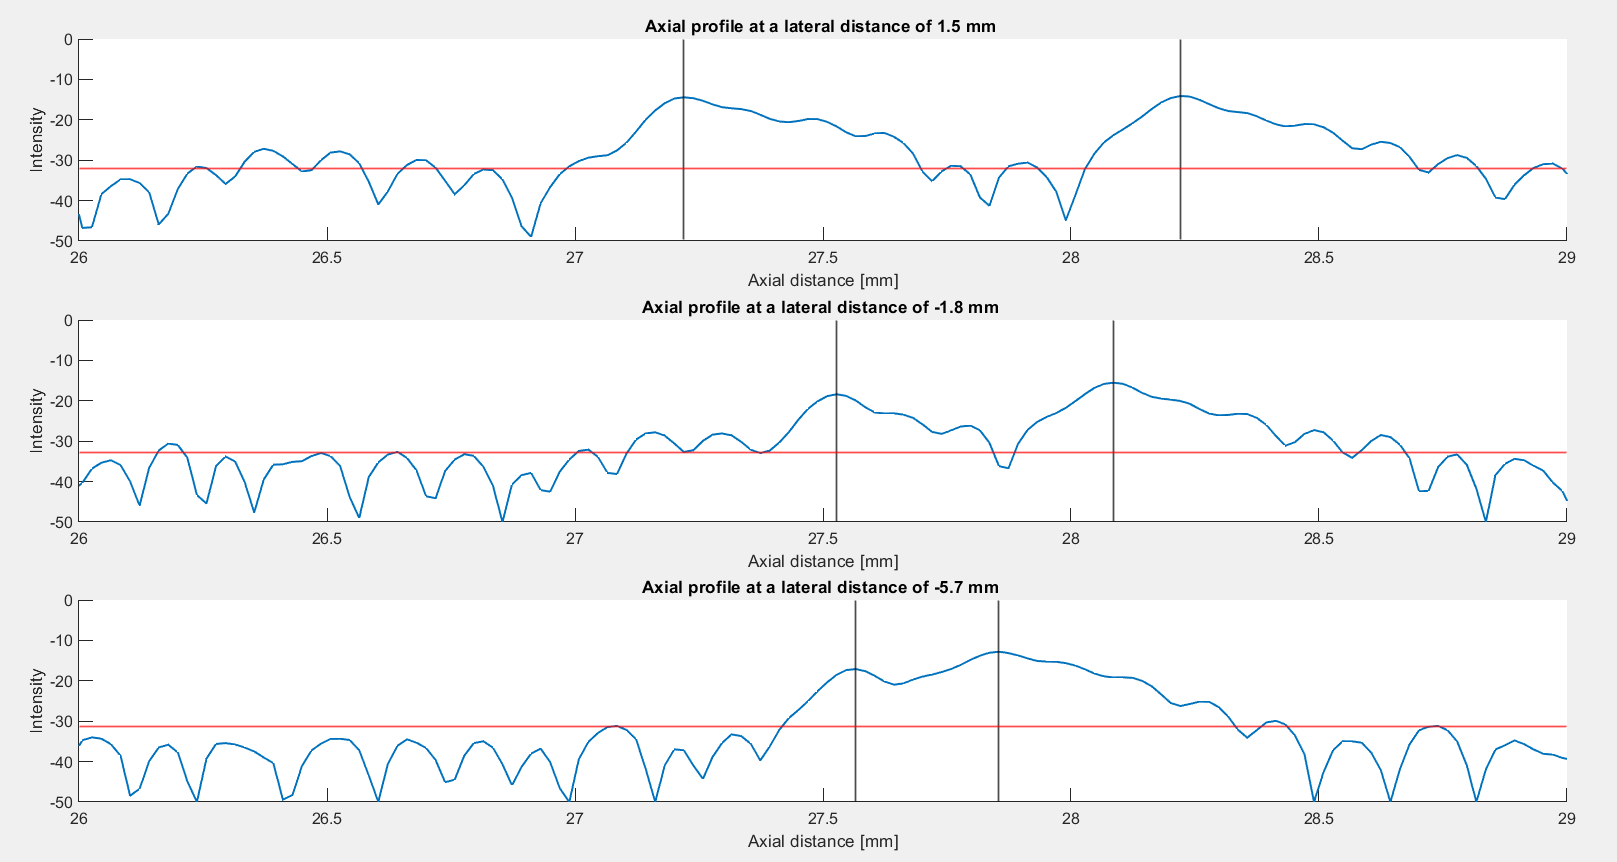 Axial profile at a lateral distance of 1.5 mm
0
-10
-20
-30
-40
-50
Intensity
26 26.5 27 27.5 28 28.5 29
Axial distance [mm]
Axial profile at a lateral distance of -1.8 mm
0
-10
-20
-30
-40
-50
Intensity
26 26.5 27 27.5 28 28.5 29
Axial distance [mm]
Axial profile at a lateral distance of -5.7 mm
0
-10
-20
-30
-40
-50
Intensity
26 26.5 27 27.5 28 28.5 29
Axial distance [mm]